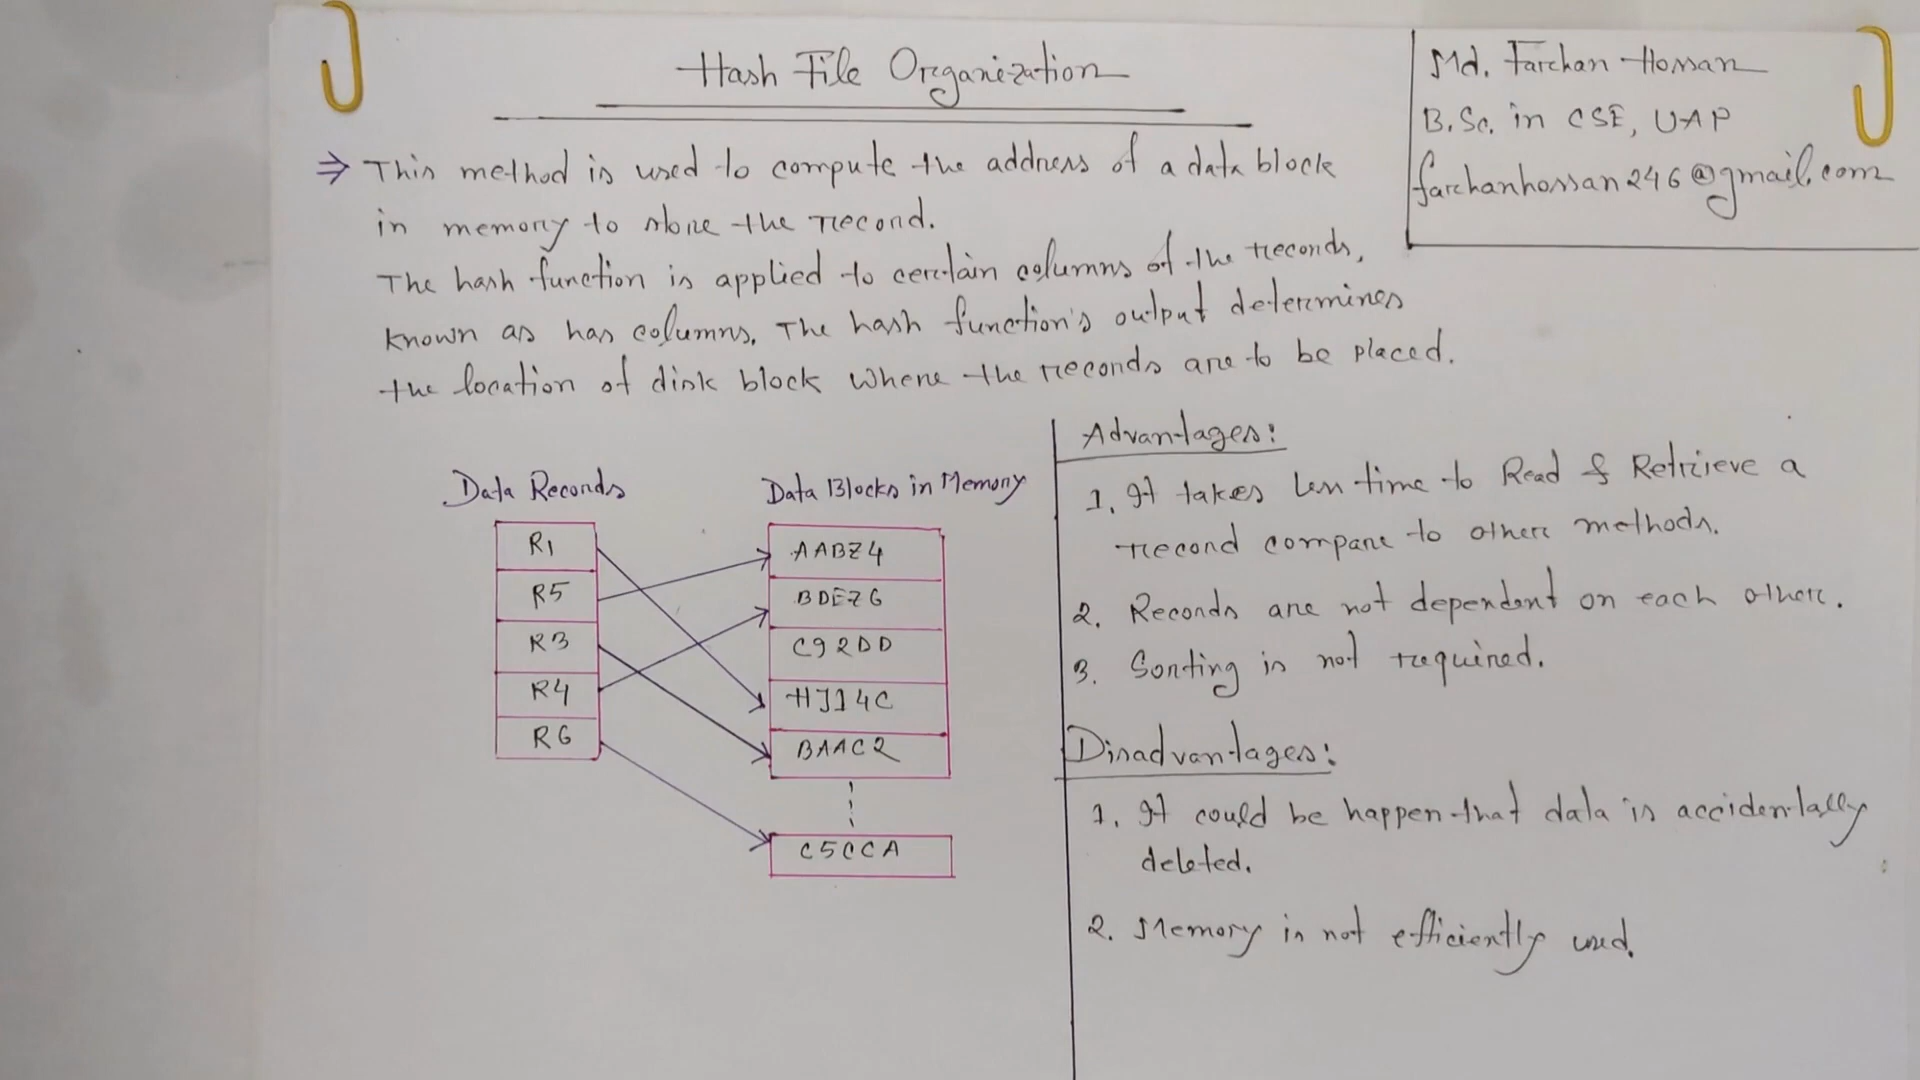 Hash File Organization
Md. Farhan Hossan
B.Sc. in CSE, UAP
farhanhossan246@gmail.com
⇒ This method is used to compute the address of a data block
in memory to store the record.
The hash function is applied to certain columns of the records,
known as has columns. The hash function's output determines
the location of disk block where the records are to be placed.
Data Records
R1
R5
R3
R4
R6
Data Blocks in Memory
AABZ4
BDEZ6
C92DD
HJ14C
BAAC2
C5CCA
Advantages:
1. It takes less time to Read & Retrieve a
record compare to other methods.
2. Records are not dependent on each other.
3. Sorting is not required.
Disadvantages:
1. It could be happen that data is accidentally
deleted.
2. Memory is not efficiently used.